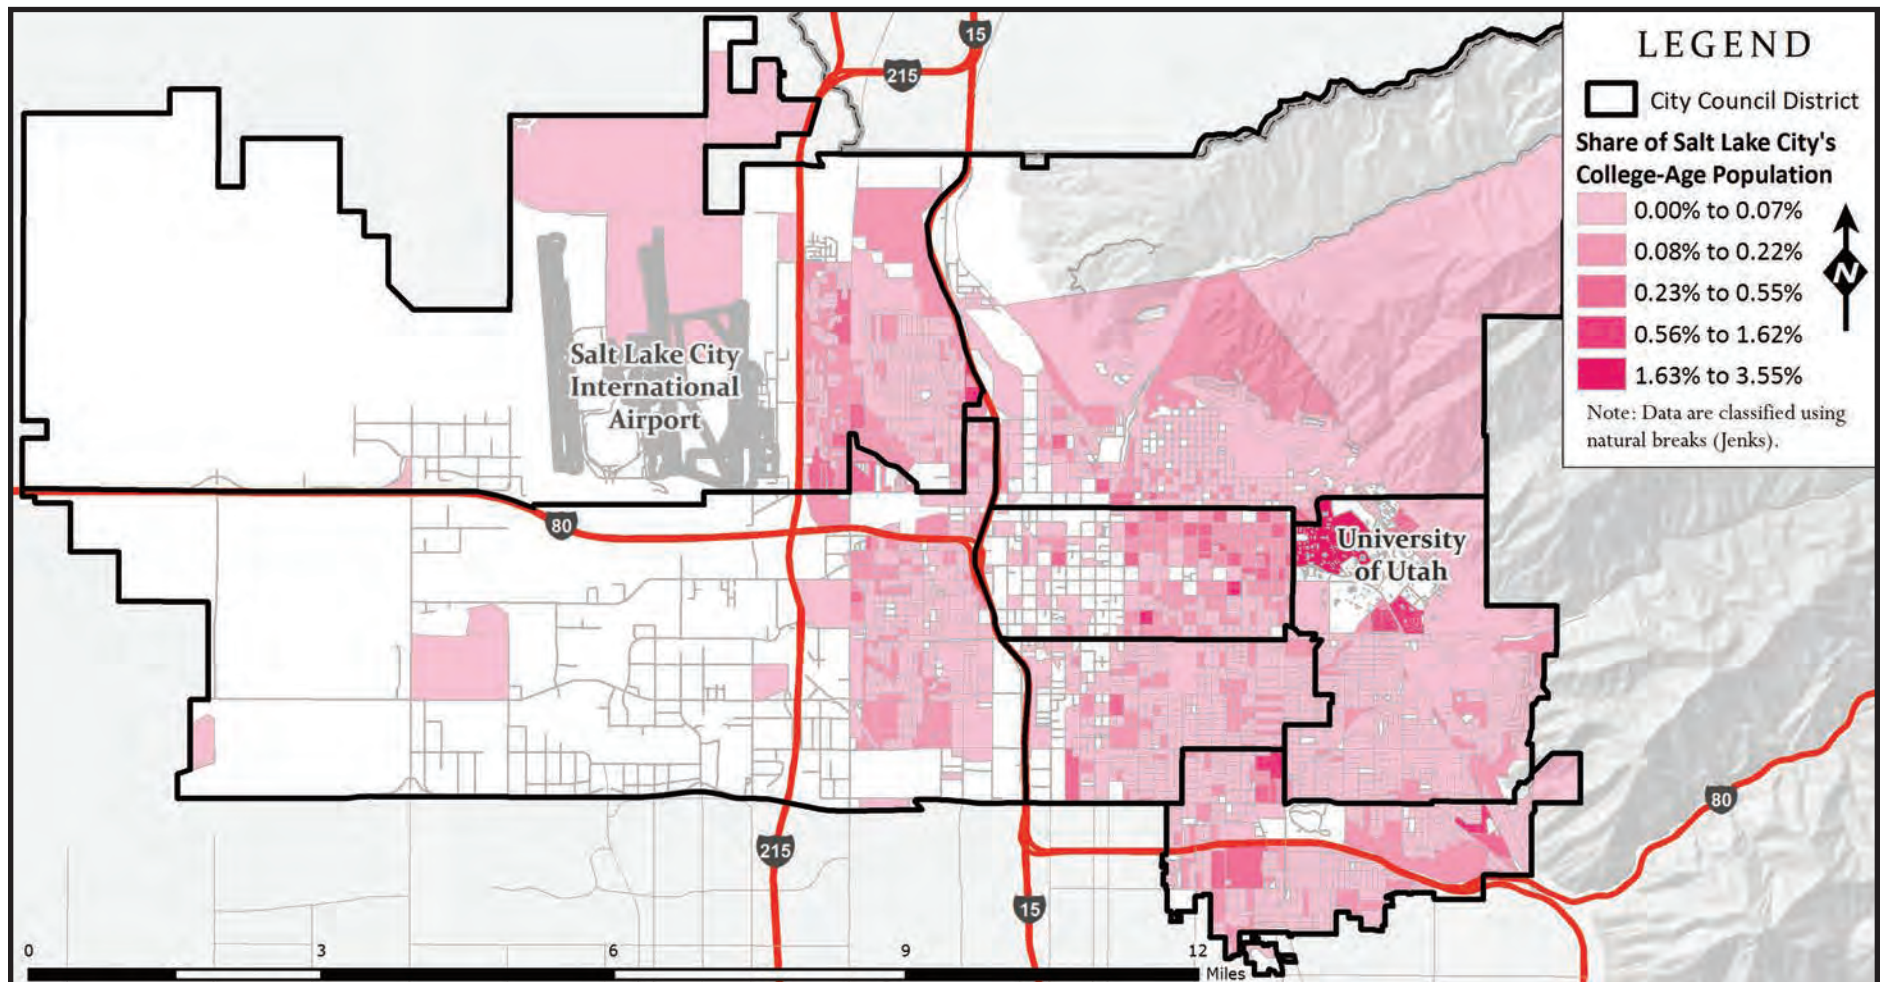 15
215
LEGEND
City Council District
Share of Salt Lake City's
College-Age Population
0.00% to 0.07%
0.08% to 0.22%
0.23% to 0.55%
0.56% to 1.62%
1.63% to 3.55%
N
Note: Data are classified using
natural breaks (Jenks).
Salt Lake City
International
Airport
80
University
of Utah
80
215
15
0 3 6 9 12
Miles